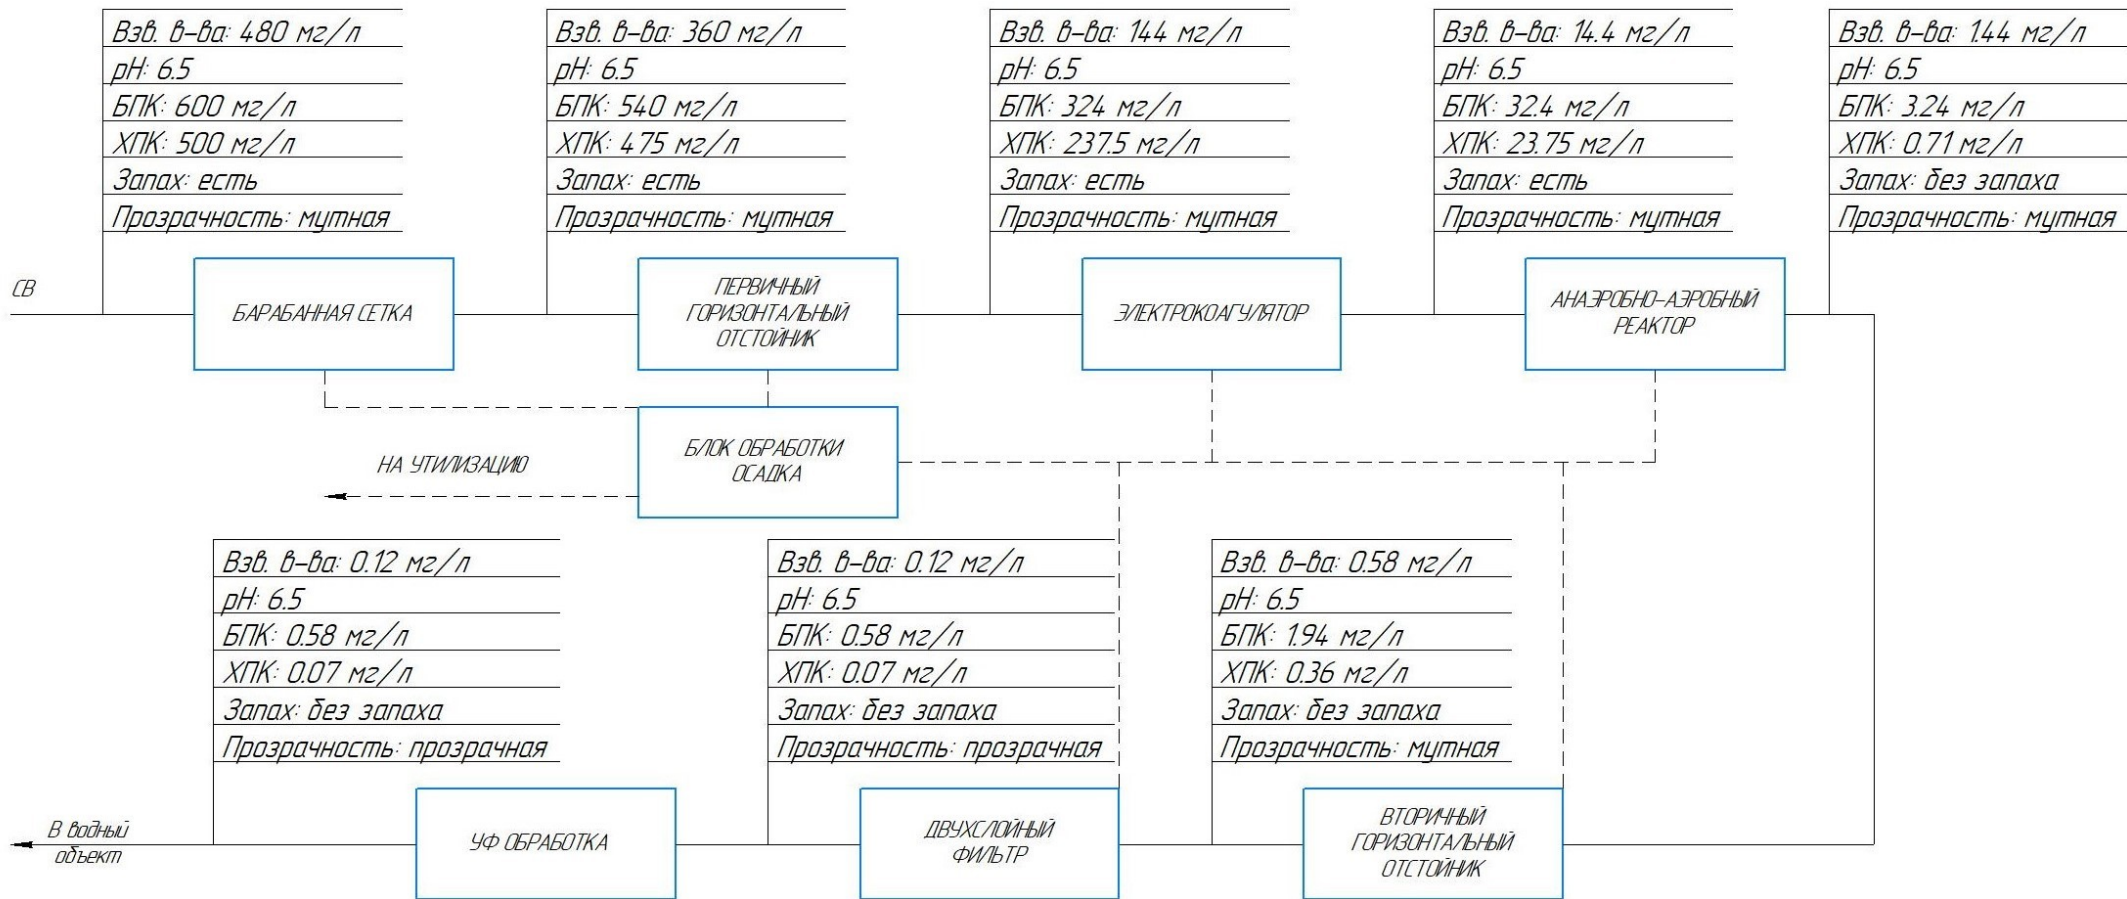 Взв. в-ва: 480 мг/л
pH: 6.5
БПК: 600 мг/л
ХПК: 500 мг/л
Запах: есть
Прозрачность: мутная
Взв. в-ва: 360 мг/л
pH: 6.5
БПК: 540 мг/л
ХПК: 475 мг/л
Запах: есть
Прозрачность: мутная
Взв. в-ва: 144 мг/л
pH: 6.5
БПК: 324 мг/л
ХПК: 237.5 мг/л
Запах: есть
Прозрачность: мутная
Взв. в-ва: 14.4 мг/л
pH: 6.5
БПК: 32.4 мг/л
ХПК: 23.75 мг/л
Запах: есть
Прозрачность: мутная
Взв. в-ва: 1.44 мг/л
pH: 6.5
БПК: 3.24 мг/л
ХПК: 0.71 мг/л
Запах: без запаха
Прозрачность: мутная
СВ
БАРАБАННАЯ СЕТКА
ПЕРВИЧНЫЙ
ГОРИЗОНТАЛЬНЫЙ
ОТСТОЙНИК
ЭЛЕКТРОКОАГУЛЯТОР
АНАЭРОБНО-АЭРОБНЫЙ
РЕАКТОР
НА УТИЛИЗАЦИЮ
БЛОК ОБРАБОТКИ
ОСАДКА
Взв. в-ва: 0.12 мг/л
pH: 6.5
БПК: 0.58 мг/л
ХПК: 0.07 мг/л
Запах: без запаха
Прозрачность: прозрачная
Взв. в-ва: 0.12 мг/л
pH: 6.5
БПК: 0.58 мг/л
ХПК: 0.07 мг/л
Запах: без запаха
Прозрачность: прозрачная
Взв. в-ва: 0.58 мг/л
pH: 6.5
БПК: 1.94 мг/л
ХПК: 0.36 мг/л
Запах: без запаха
Прозрачность: мутная
В водный
объект
УФ ОБРАБОТКА
ДВУХСЛОЙНЫЙ
ФИЛЬТР
ВТОРИЧНЫЙ
ГОРИЗОНТАЛЬНЫЙ
ОТСТОЙНИК